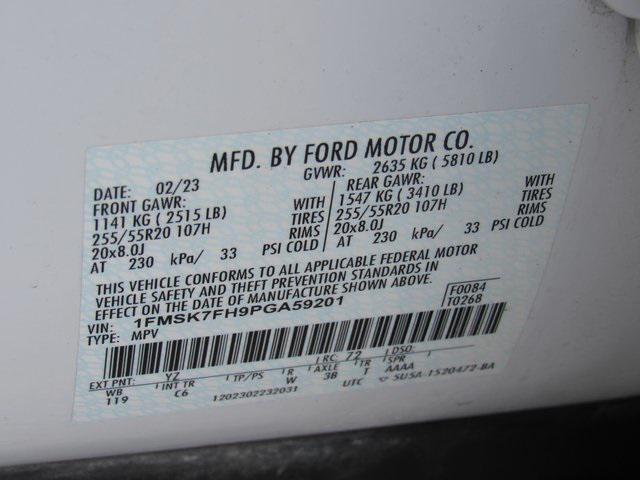 MFD. BY FORD MOTOR CO.
DATE: 02/23 GVWR: 2635 KG ( 5810 LB)
FRONT GAWR: WITH REAR GAWR: WITH
1141 KG ( 2515 LB) TIRES 1547 KG ( 3410 LB) TIRES
255/55R20 107H RIMS 255/55R20 107H RIMS
20x8.0J PSI COLD 20x8.0J PSI COLD
AT 230 kPa/ 33 AT 230 kPa/ 33
THIS VEHICLE CONFORMS TO ALL APPLICABLE FEDERAL MOTOR
VEHICLE SAFETY AND THEFT PREVENTION STANDARDS IN
EFFECT ON THE DATE OF MANUFACTURE SHOWN ABOVE.
VIN: 1FMSK7FH9PGA59201 F0084
TYPE: MPV T0268
EXT PNT: YZ RC: 72 DSO:
WB INT TR TP/PS R AXLE TR SPR
119 C6 W 3B T AAAA
1202302232031 UTC SU5A-1520472-BA